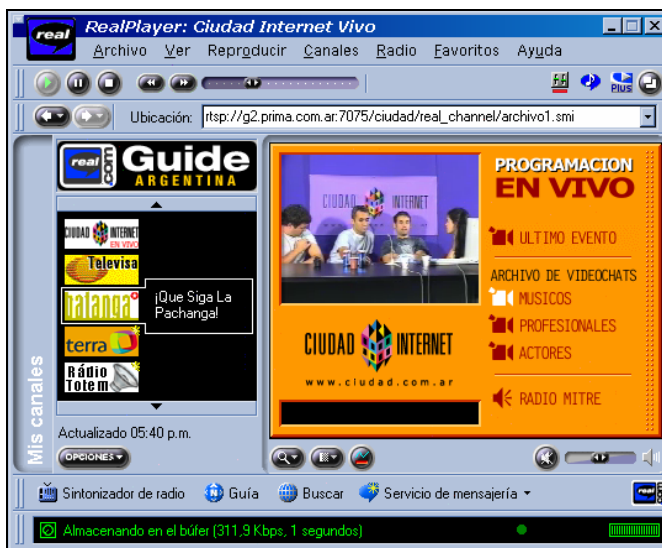 real
RealPlayer: Ciudad Internet Vivo
Archivo Ver Reproducir Canales Radio Favoritos Ayuda
PLUS
Ubicación: rtsp://g2.prima.com.ar:7075/ciudad/real_channel/archivo1.smi
Mis canales
real.com Guide
ARGENTINA
CIUDAD INTERNET
EN VIVO
Televisa
batanga
¡Que Siga La
Pachanga!
terra
Rádio
Totem
Actualizado 05:40 p.m.
OPCIONES
CIUDAD INTERNET
CIUDAD INTERNET
www.ciudad.com.ar
PROGRAMACION
EN VIVO
ULTIMO EVENTO
ARCHIVO DE VIDEOCHATS
MUSICOS
PROFESIONALES
ACTORES
RADIO MITRE
Sintonizador de radio Guía Buscar Servicio de mensajería
real
Almacenando en el búfer (311,9 Kbps, 1 segundos)